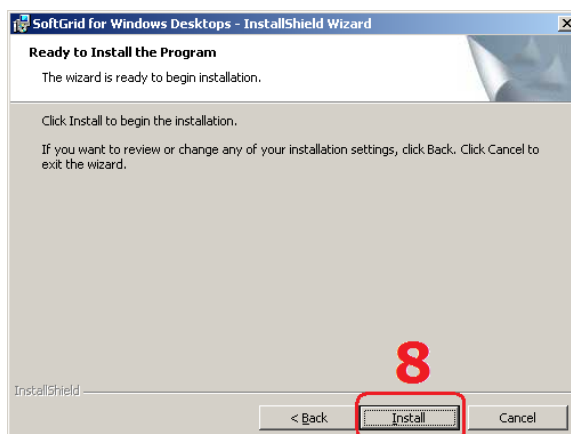 SoftGrid for Windows Desktops - InstallShield Wizard
Ready to Install the Program
The wizard is ready to begin installation.
Click Install to begin the installation.
If you want to review or change any of your installation settings, click Back. Click Cancel to
exit the wizard.
8
InstallShield
< Back Install Cancel